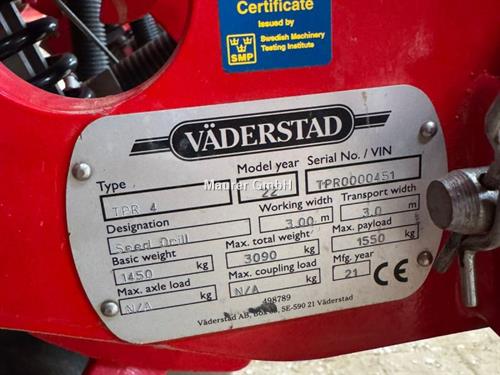 Certificate
Issued by
SMP
Swedish Machinery
Testing Institute
VÄDERSTAD
Type
Model year
Serial No. / VIN
TPR 4
22
TPR0000451
Maurer GmbH
Designation
Working width
Transport width
Seed Drill
3.00 m
3.0 m
Basic weight
Max. total weight
Max. payload
1450 kg
3090 kg
1550 kg
Max. axle load
Max. coupling load
Mfg. year
N/A kg
N/A kg
21
CE
498789
Väderstad AB, Box 85, SE-590 21 Väderstad